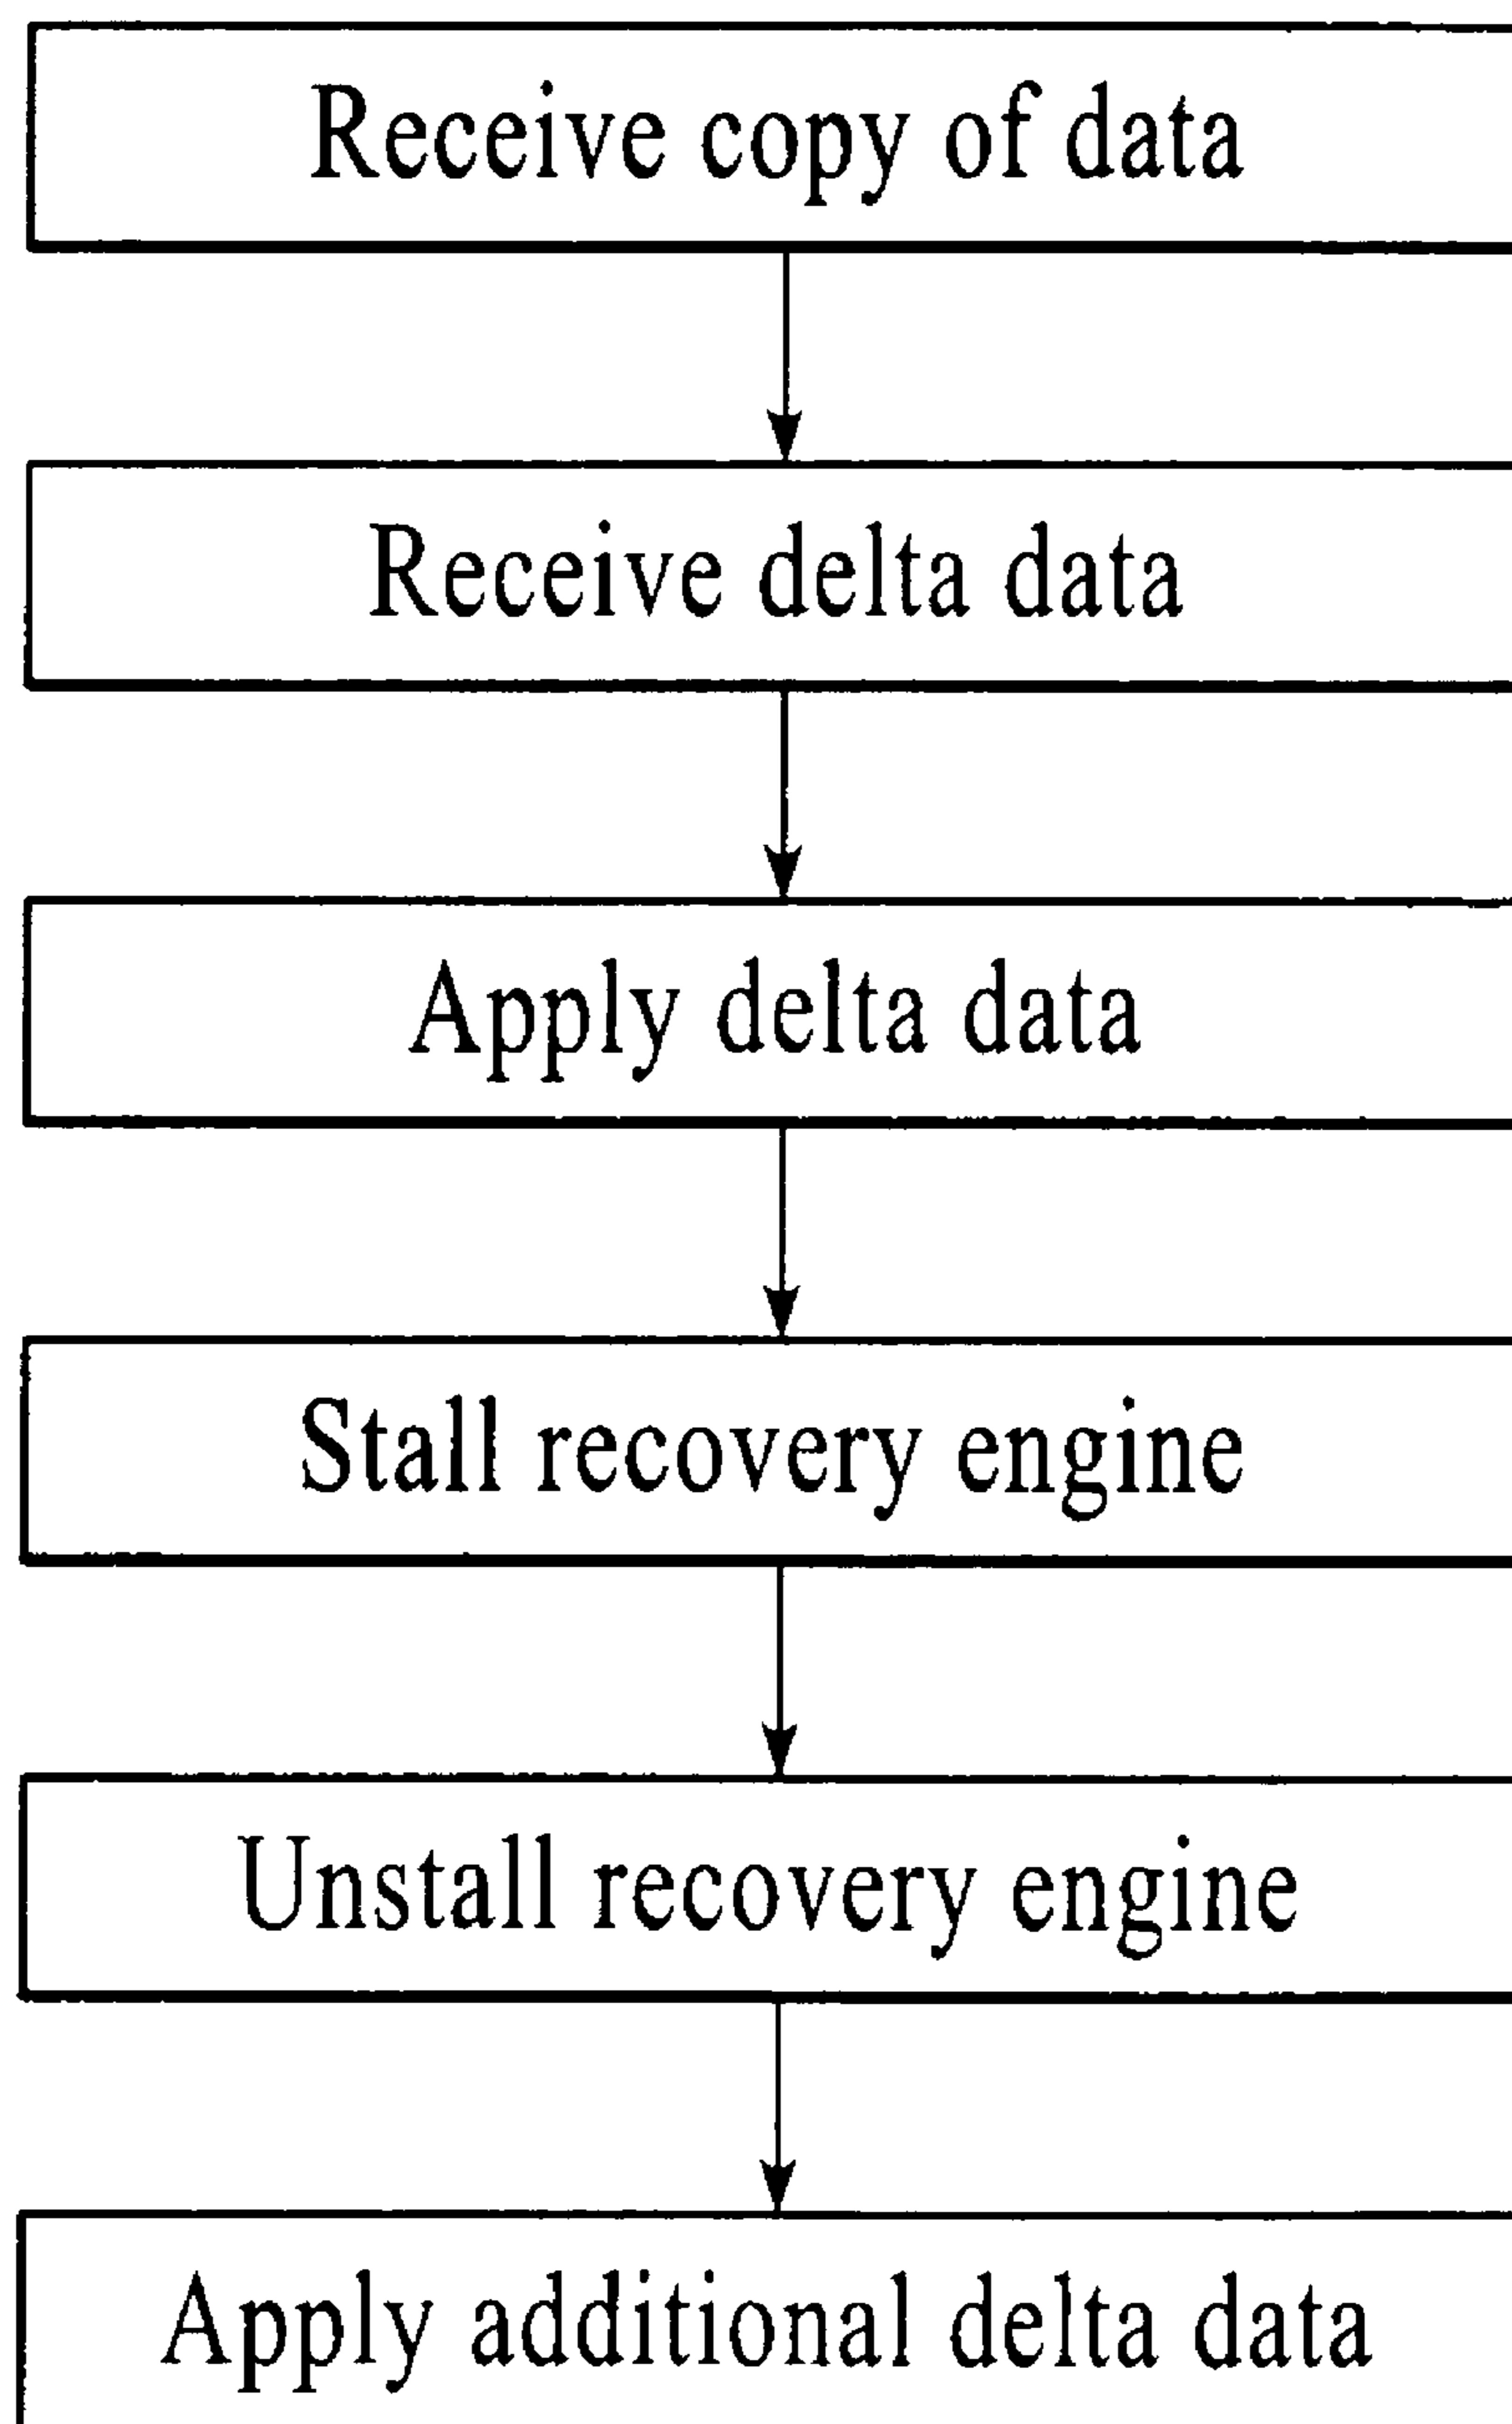 Receive copy of data
Receive delta data
Apply delta data
Stall recovery engine
Unstall recovery engine
Apply additional delta data